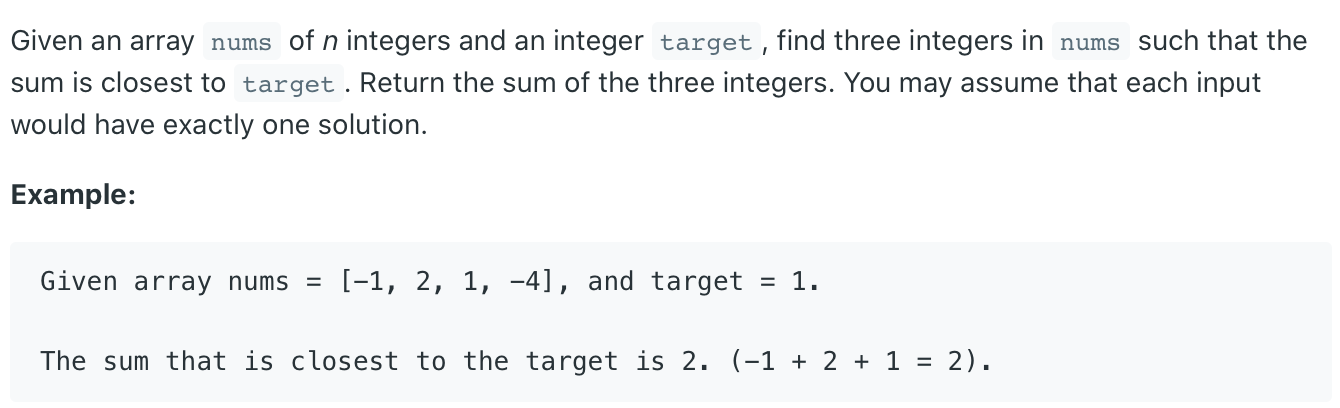 Given an array nums of n integers and an integer target , find three integers in nums such that the
sum is closest to target . Return the sum of the three integers. You may assume that each input
would have exactly one solution.
Example:
Given array nums = [-1, 2, 1, -4], and target = 1.
The sum that is closest to the target is 2. (-1 + 2 + 1 = 2).